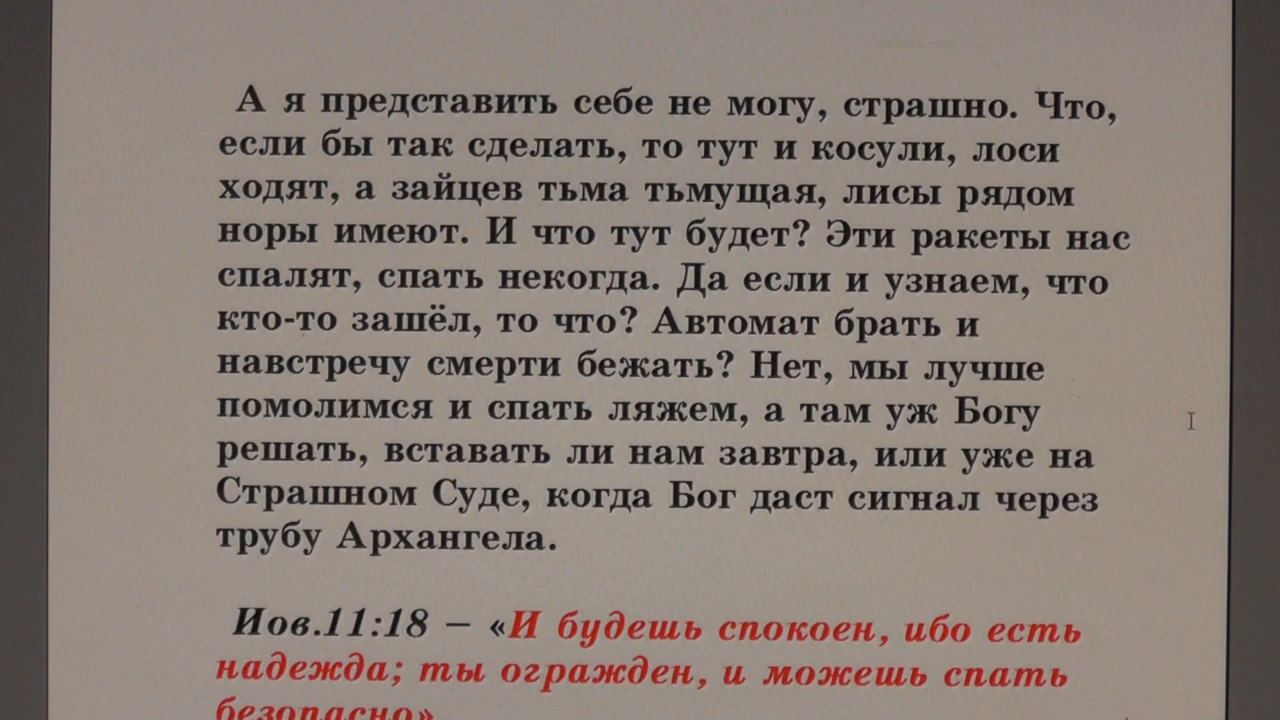 А я представить себе не могу, страшно. Что,
если бы так сделать, то тут и косули, лоси
ходят, а зайцев тьма тьмущая, лисы рядом
норы имеют. И что тут будет? Эти ракеты нас
спалят, спать некогда. Да если и узнаем, что
кто-то зашёл, то что? Автомат брать и
навстречу смерти бежать? Нет, мы лучше
помолимся и спать ляжем, а там уж Богу
решать, вставать ли нам завтра, или уже на
Страшном Суде, когда Бог даст сигнал через
трубу Архангела.
Иов.11:18 – «И будешь спокоен, ибо есть
надежда; ты огражден, и можешь спать
безопасно»